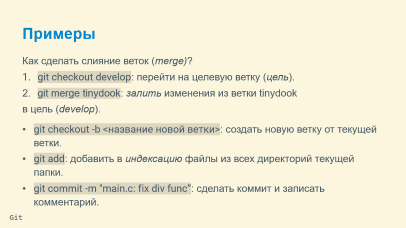 Примеры
Как сделать слияние веток (merge)?
1. git checkout develop: перейти на целевую ветку (цель).
2. git merge tinydook: залить изменения из ветки tinydook
в цель (develop).
• git checkout -b <название новой ветки>: создать новую ветку от текущей
ветки.
• git add: добавить в индексацию файлы из всех директорий текущей
папки.
• git commit -m "main.c: fix div func": сделать коммит и записать
комментарий.
Git